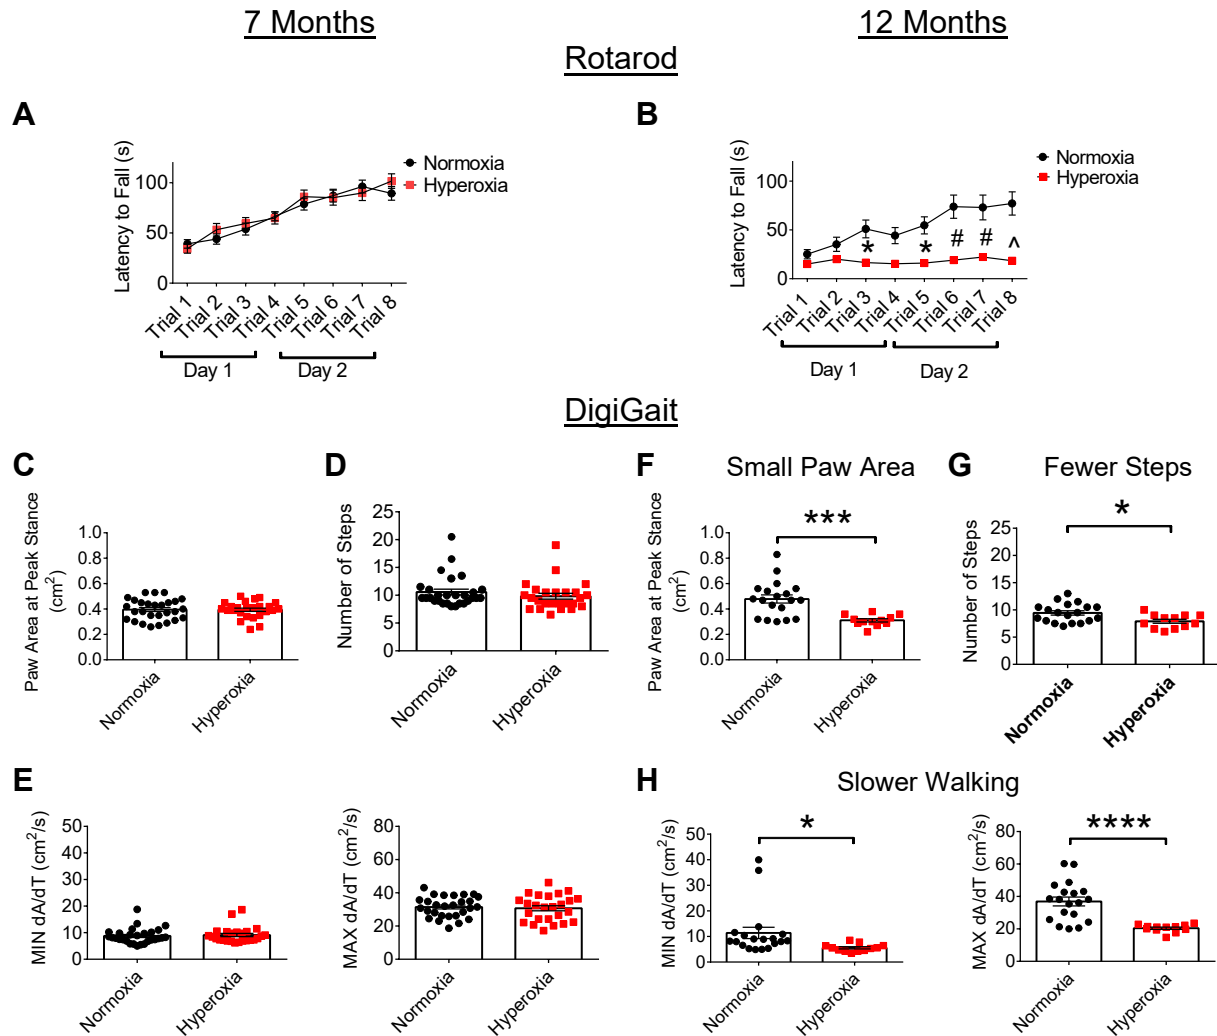 7 Months
12 Months
Rotarod
A
Latency to Fall (s)
100
50
0
Normoxia
Hyperoxia
Trial 1
Trial 2
Trial 3
Trial 4
Trial 5
Trial 6
Trial 7
Trial 8
Day 1
Day 2
B
Latency to Fall (s)
100
50
0
Normoxia
Hyperoxia
* * # # ^
Trial 1
Trial 2
Trial 3
Trial 4
Trial 5
Trial 6
Trial 7
Trial 8
Day 1
Day 2
DigiGait
C
Paw Area at Peak Stance
(cm2)
1.0
0.8
0.6
0.4
0.2
0.0
Normoxia
Hyperoxia
D
Number of Steps
25
20
15
10
5
0
Normoxia
Hyperoxia
F
Small Paw Area
***
Paw Area at Peak Stance
(cm2)
1.0
0.8
0.6
0.4
0.2
0.0
Normoxia
Hyperoxia
G
Fewer Steps
*
Number of Steps
25
20
15
10
5
0
Normoxia
Hyperoxia
E
MIN dA/dT (cm2/s)
50
40
30
20
10
0
Normoxia
Hyperoxia
MAX dA/dT (cm2/s)
80
60
40
20
0
Normoxia
Hyperoxia
H
Slower Walking
*
MIN dA/dT (cm2/s)
50
40
30
20
10
0
Normoxia
Hyperoxia
****
MAX dA/dT (cm2/s)
80
60
40
20
0
Normoxia
Hyperoxia